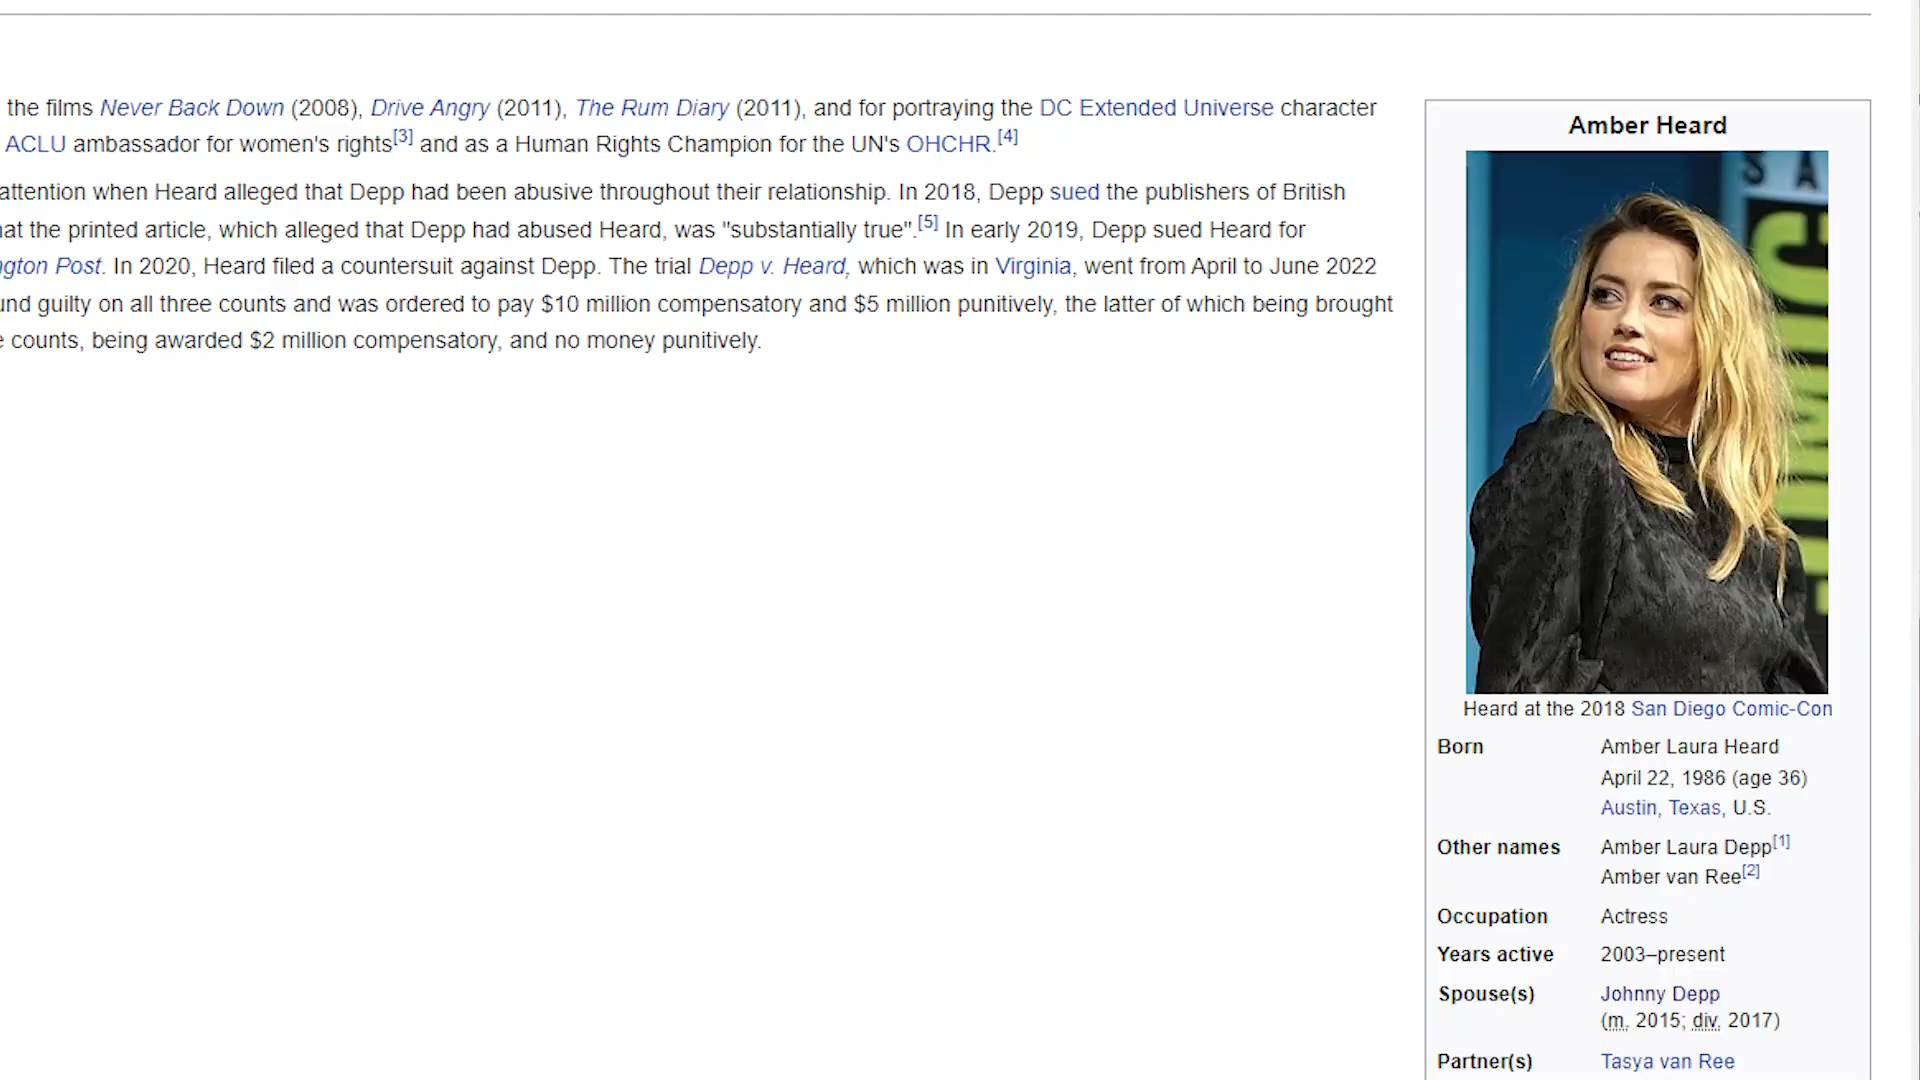 the films Never Back Down (2008), Drive Angry (2011), The Rum Diary (2011), and for portraying the DC Extended Universe character
ACLU ambassador for women's rights[3] and as a Human Rights Champion for the UN's OHCHR.[4]
attention when Heard alleged that Depp had been abusive throughout their relationship. In 2018, Depp sued the publishers of British
at the printed article, which alleged that Depp had abused Heard, was "substantially true".[5] In early 2019, Depp sued Heard for
gton Post. In 2020, Heard filed a countersuit against Depp. The trial Depp v. Heard, which was in Virginia, went from April to June 2022
und guilty on all three counts and was ordered to pay $10 million compensatory and $5 million punitively, the latter of which being brought
e counts, being awarded $2 million compensatory, and no money punitively.
Amber Heard
S A
COMIC
Heard at the 2018 San Diego Comic-Con
Born Amber Laura Heard
April 22, 1986 (age 36)
Austin, Texas, U.S.
Other names Amber Laura Depp[1]
Amber van Ree[2]
Occupation Actress
Years active 2003–present
Spouse(s) Johnny Depp
(m. 2015; div. 2017)
Partner(s) Tasya van Ree